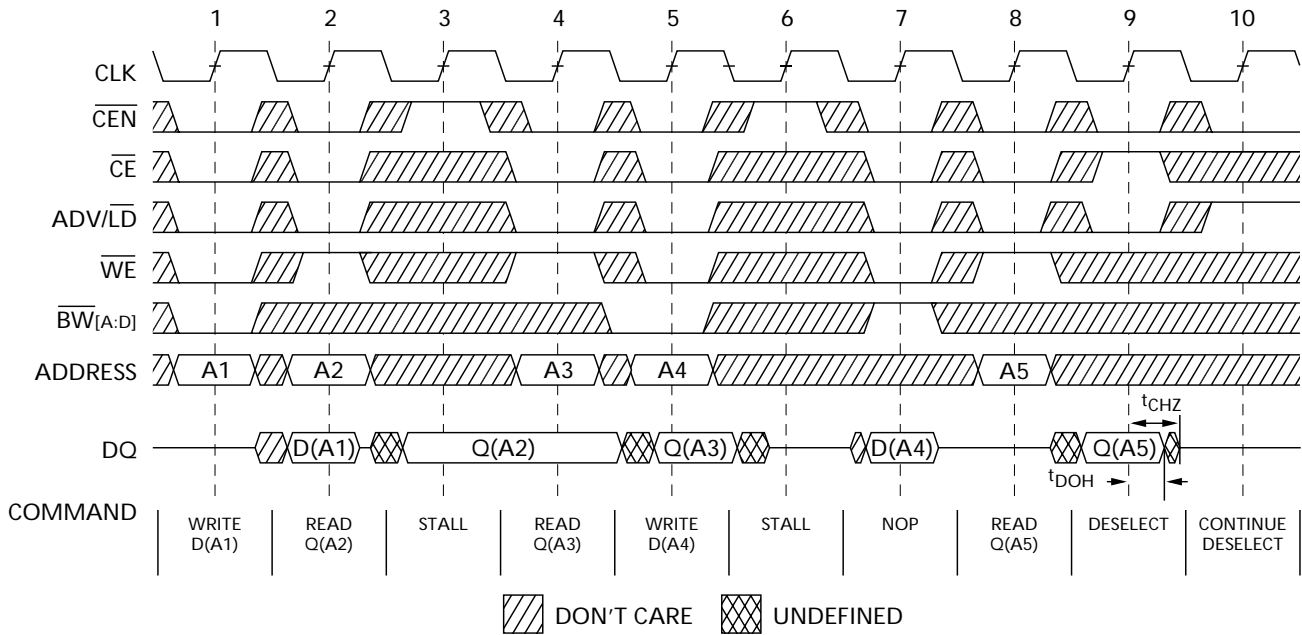 1 2 3 4 5 6 7 8 9 10
CLK
CEN
CE
ADV/LD
WE
BW[A:D]
ADDRESS A1 A2 A3 A4 A5
tCHZ
DQ D(A1) Q(A2) Q(A3) D(A4) Q(A5)
tDOH
COMMAND
WRITE D(A1)
READ Q(A2)
STALL
READ Q(A3)
WRITE D(A4)
STALL
NOP
READ Q(A5)
DESELECT
CONTINUE DESELECT
DON'T CARE UNDEFINED